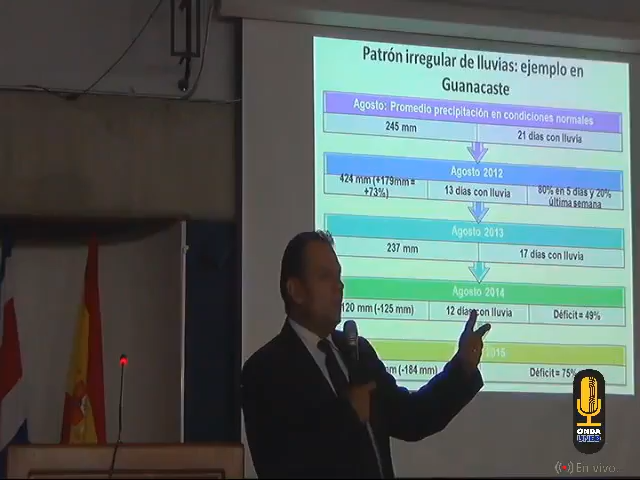 Patrón irregular de lluvias: ejemplo en
Guanacaste
Agosto: Promedio precipitación en condiciones normales
245 mm 21 días con lluvia
Agosto 2012
424 mm (+179mm = +73%) 13 días con lluvia 80% en 5 días y 20% última semana
Agosto 2013
237 mm 17 días con lluvia
Agosto 2014
120 mm (-125 mm) 12 días con lluvia Déficit = 49%
2015
mm (-184 mm) Déficit = 75%
ONDA
UNED
En vivo